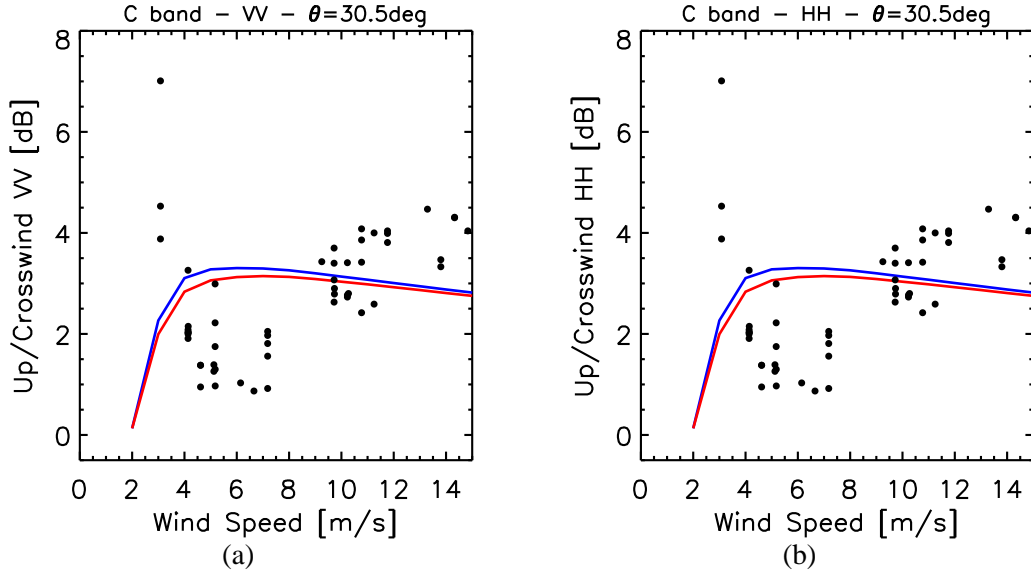 C band – VV – θ=30.5deg
Up/Crosswind VV [dB]
8
6
4
2
0
0 2 4 6 8 10 12 14
Wind Speed [m/s]
(a)
C band – HH – θ=30.5deg
Up/Crosswind HH [dB]
8
6
4
2
0
0 2 4 6 8 10 12 14
Wind Speed [m/s]
(b)